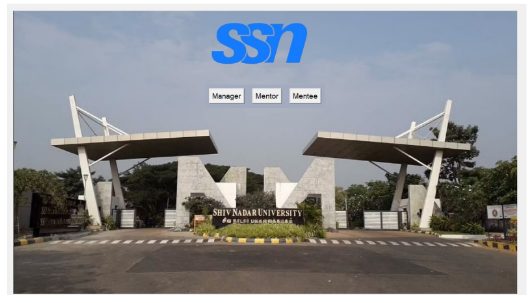 ssn
Manager Mentor Mentee
SHIV NADAR UNIVERSITY